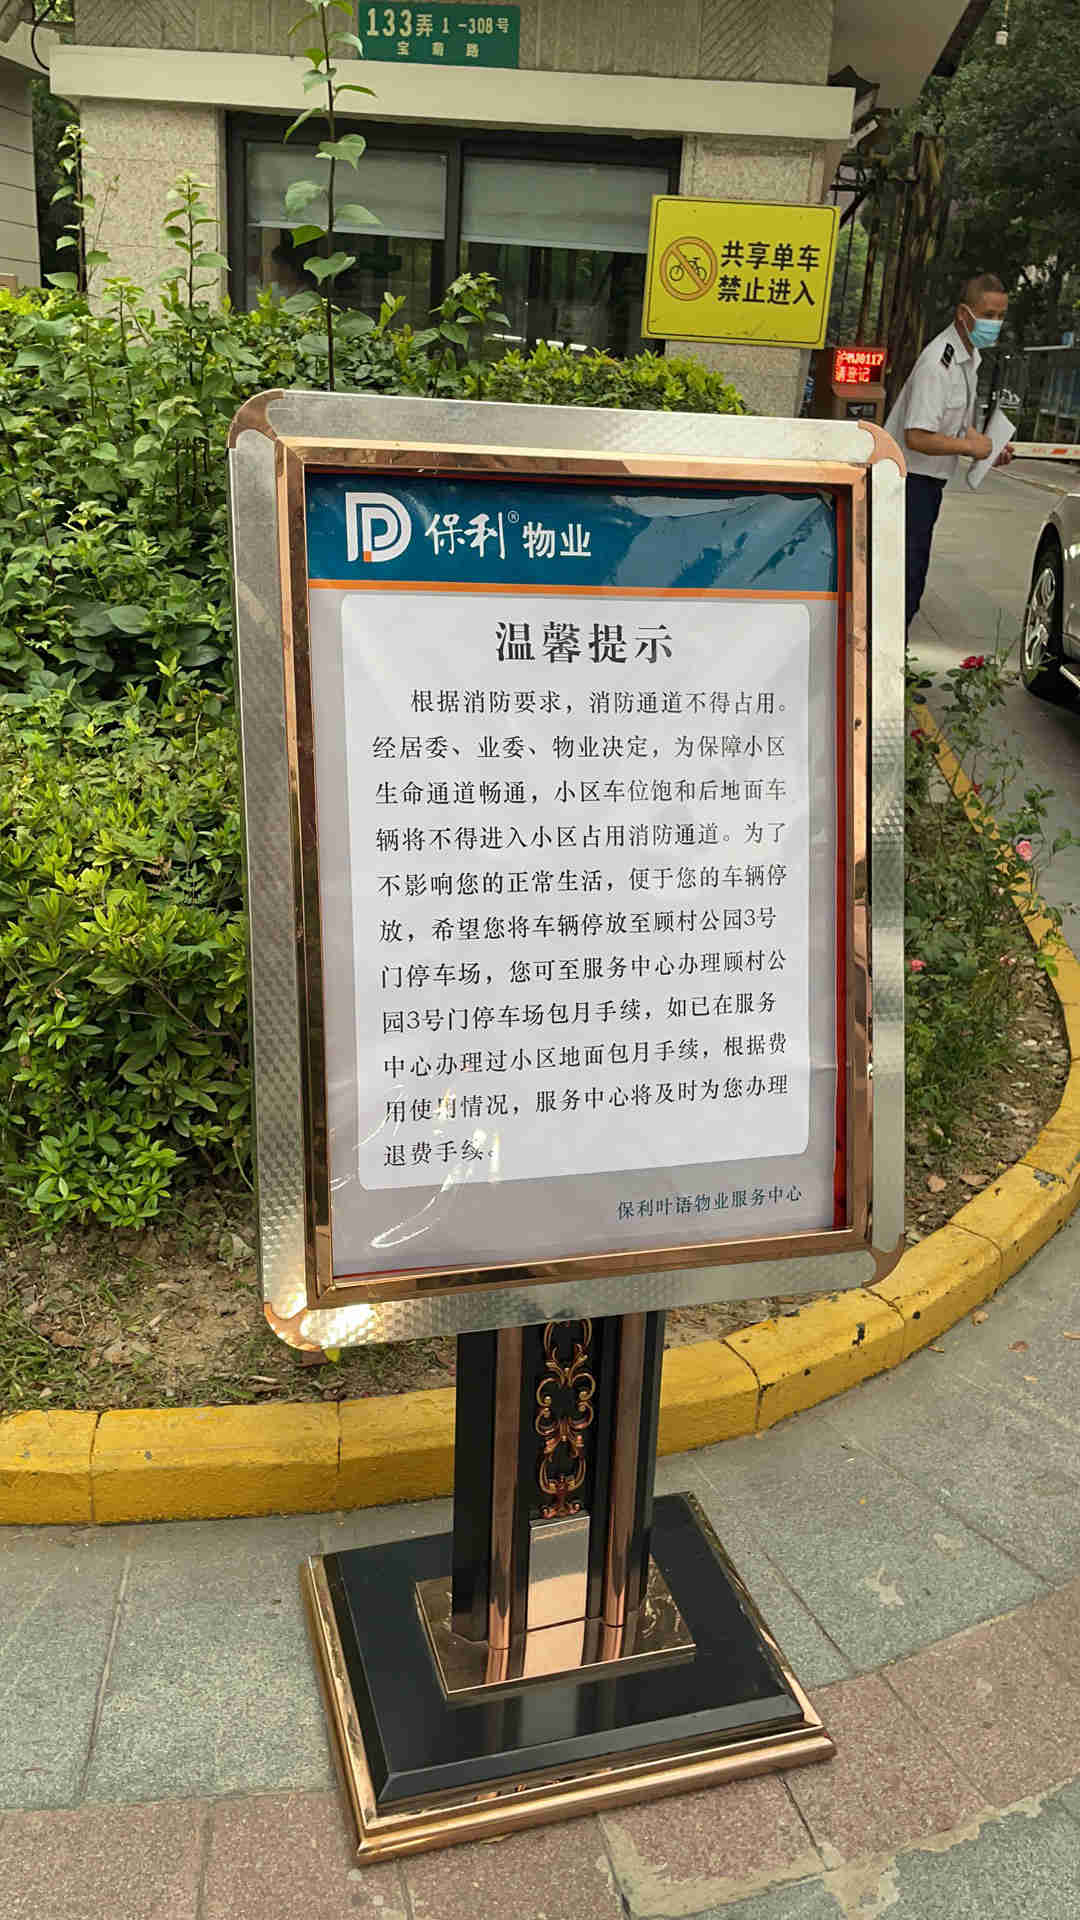 133弄 1-308号
宝菊路
共享单车
禁止进入
请登记
保利®物业
温馨提示
根据消防要求，消防通道不得占用。
经居委、业委、物业决定，为保障小区
生命通道畅通，小区车位饱和后地面车
辆将不得进入小区占用消防通道。为了
不影响您的正常生活，便于您的车辆停
放，希望您将车辆停放至顾村公园3号
门停车场，您可至服务中心办理顾村公
园3号门停车场包月手续，如已在服务
中心办理过小区地面包月手续，根据费
用使用情况，服务中心将及时为您办理
退费手续。
保利叶语物业服务中心